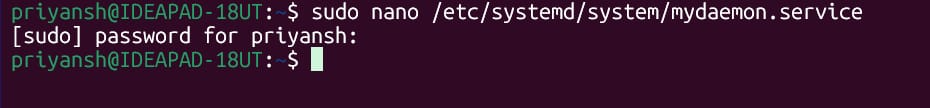 priyansh@IDEAPAD-18UT:~$ sudo nano /etc/systemd/system/mydaemon.service
[sudo] password for priyansh:
priyansh@IDEAPAD-18UT:~$